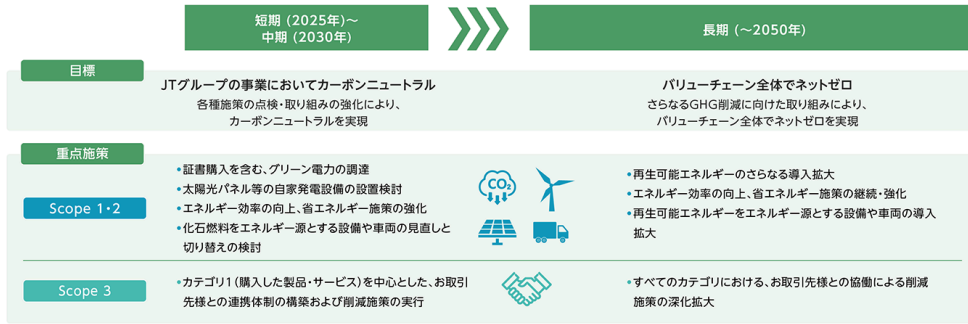 短期 (2025年)～
中期 (2030年)
長期 (～2050年)
目標
JTグループの事業においてカーボンニュートラル
各種施策の点検・取り組みの強化により、
カーボンニュートラルを実現
バリューチェーン全体でネットゼロ
さらなるGHG削減に向けた取り組みにより、
バリューチェーン全体でネットゼロを実現
重点施策
Scope 1・2
•証書購入を含む、グリーン電力の調達
•太陽光パネル等の自家発電設備の設置検討
•エネルギー効率の向上、省エネルギー施策の強化
•化石燃料をエネルギー源とする設備や車両の見直しと
切り替えの検討
CO₂
•再生可能エネルギーのさらなる導入拡大
•エネルギー効率の向上、省エネルギー施策の継続・強化
•再生可能エネルギーをエネルギー源とする設備や車両の導入
拡大
Scope 3
•カテゴリ1（購入した製品・サービス）を中心とした、お取引
先様との連携体制の構築および削減施策の実行
•すべてのカテゴリにおける、お取引先様との協働による削減
施策の深化拡大